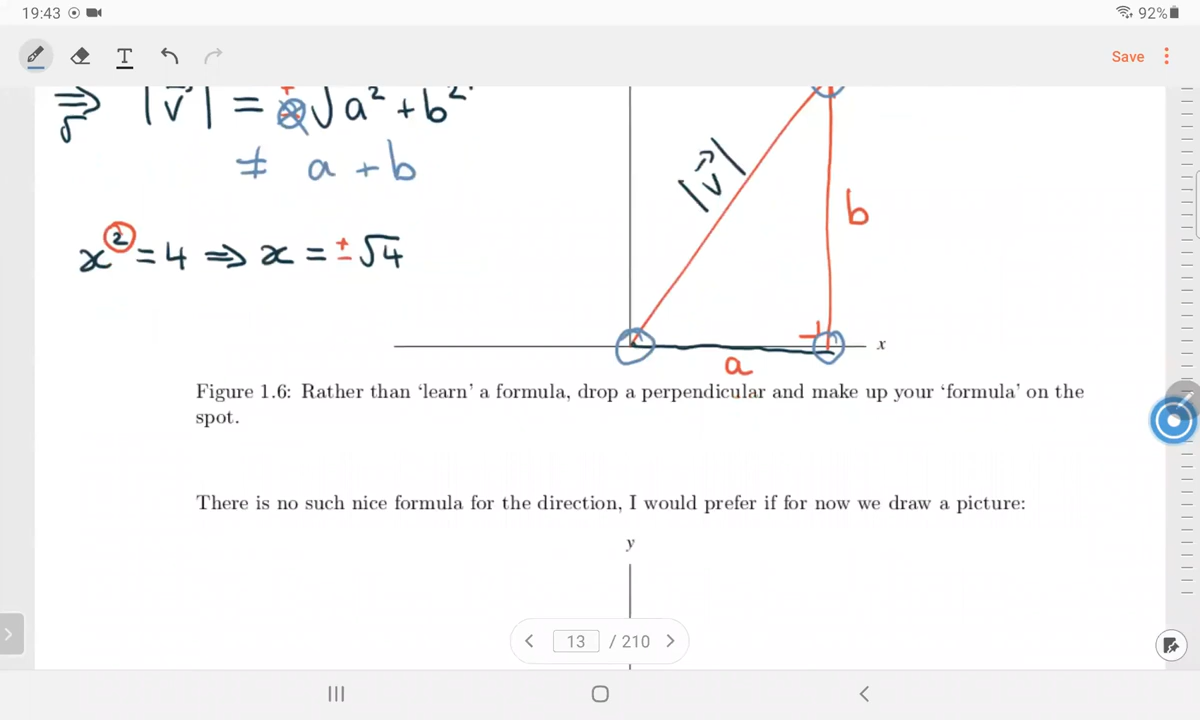 19:43 92%
T Save
⇒ |v⃗| = ± √a² + b²
≠ a + b
|v⃗|
b
x² = 4 ⇒ x = ± √4
x
a
Figure 1.6: Rather than ‘learn’ a formula, drop a perpendicular and make up your ‘formula’ on the
spot.
There is no such nice formula for the direction, I would prefer if for now we draw a picture:
y
13 / 210